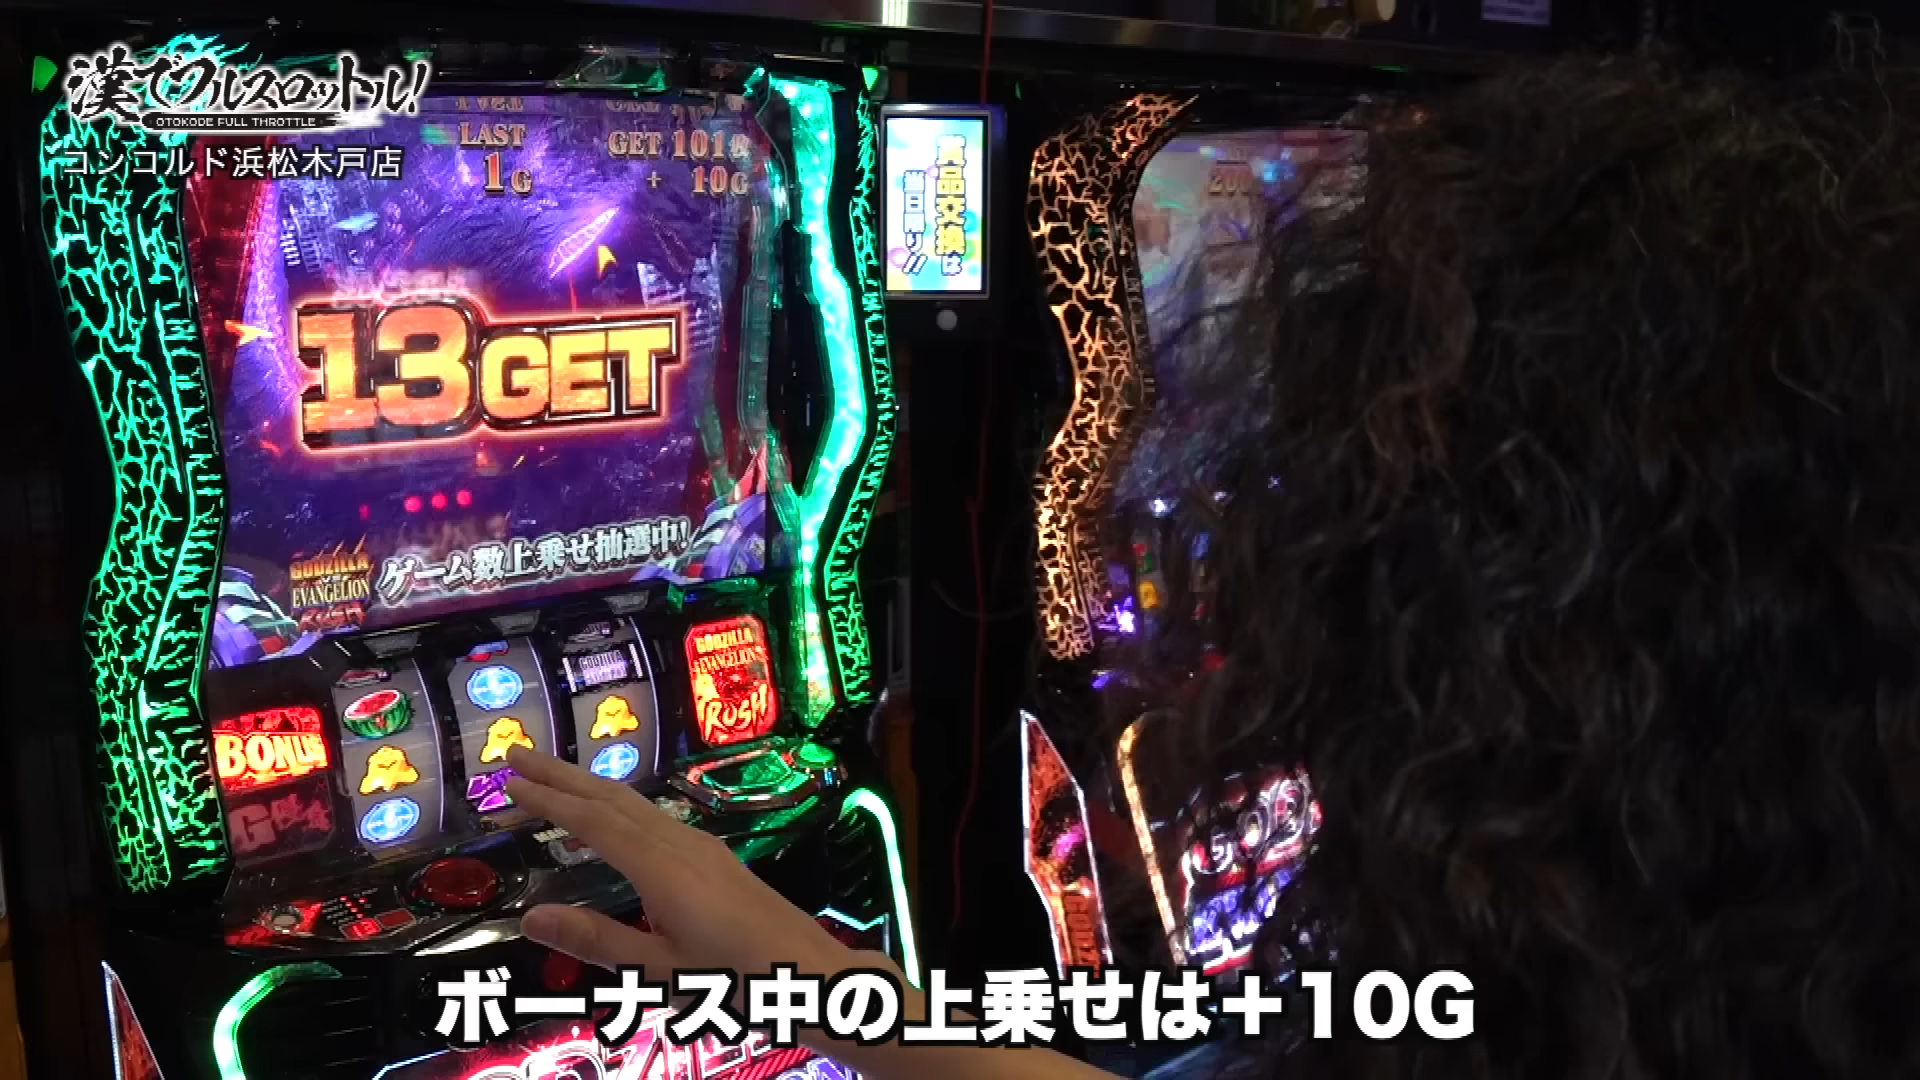 漢でフルスロットル!
OTOKODE FULL THROTTLE
コンコルド浜松木戸店
LAST
1G
GET 101枚
+ 10G
13GET
GODZILLA
EVANGELION
RUSH
ゲーム数上乗せ抽選中!
景品交換は
当日限り!!
BONUS
GODZILLA
EVANGELION
RUSH
GODZILLA
ボーナス中の上乗せは+10G